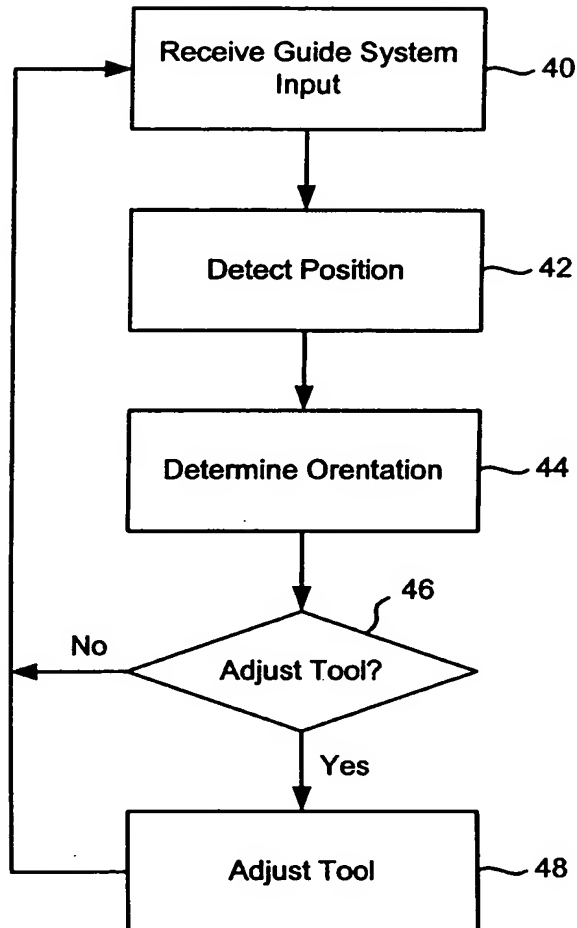 Receive Guide System
Input
40
Detect Position
42
Determine Orentation
44
46
No
Adjust Tool?
Yes
Adjust Tool
48